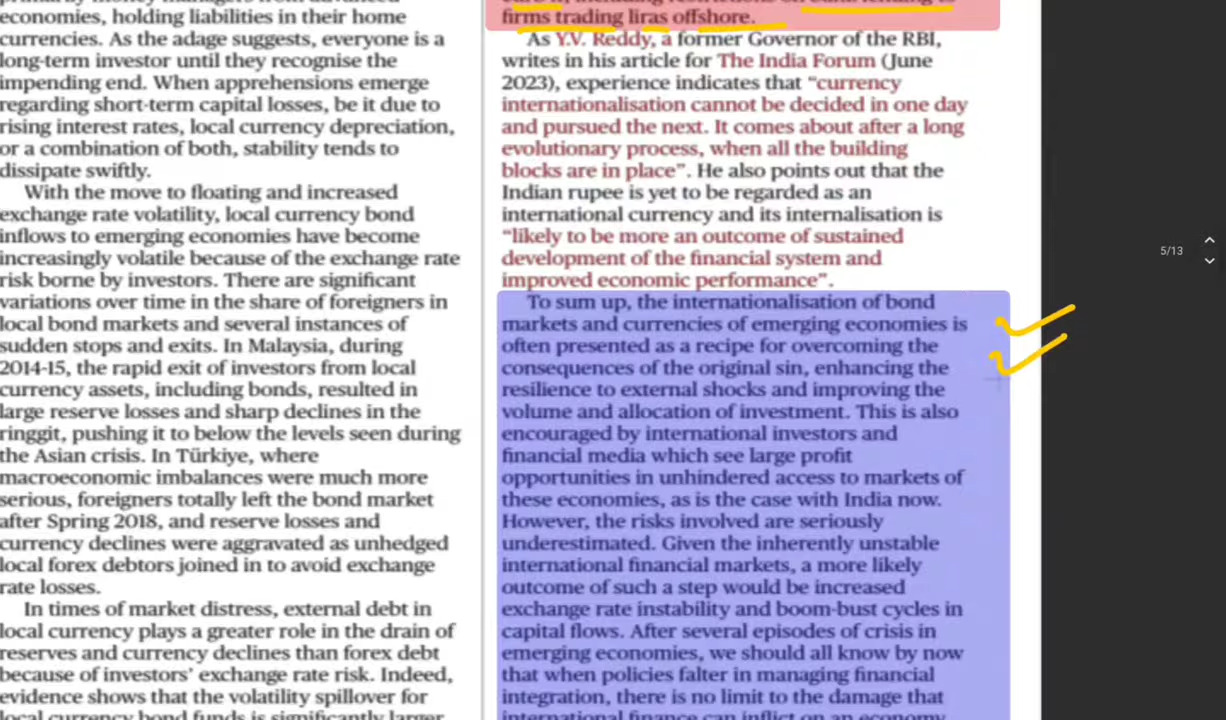 primarily by money managers from advanced
economies, holding liabilities in their home
currencies. As the adage suggests, everyone is a
long-term investor until they recognise the
impending end. When apprehensions emerge
regarding short-term capital losses, be it due to
rising interest rates, local currency depreciation,
or a combination of both, stability tends to
dissipate swiftly.
With the move to floating and increased
exchange rate volatility, local currency bond
inflows to emerging economies have become
increasingly volatile because of the exchange rate
risk borne by investors. There are significant
variations over time in the share of foreigners in
local bond markets and several instances of
sudden stops and exits. In Malaysia, during
2014-15, the rapid exit of investors from local
currency assets, including bonds, resulted in
large reserve losses and sharp declines in the
ringgit, pushing it to below the levels seen during
the Asian crisis. In Türkiye, where
macroeconomic imbalances were much more
serious, foreigners totally left the bond market
after Spring 2018, and reserve losses and
currency declines were aggravated as unhedged
local forex debtors joined in to avoid exchange
rate losses.
In times of market distress, external debt in
local currency plays a greater role in the drain of
reserves and currency declines than forex debt
because of investors' exchange rate risk. Indeed,
evidence shows that the volatility spillover for
local currency bond funds is significantly larger
firms trading liras offshore.
As Y.V. Reddy, a former Governor of the RBI,
writes in his article for The India Forum (June
2023), experience indicates that “currency
internationalisation cannot be decided in one day
and pursued the next. It comes about after a long
evolutionary process, when all the building
blocks are in place”. He also points out that the
Indian rupee is yet to be regarded as an
international currency and its internalisation is
“likely to be more an outcome of sustained
development of the financial system and
improved economic performance”.
To sum up, the internationalisation of bond
markets and currencies of emerging economies is
often presented as a recipe for overcoming the
consequences of the original sin, enhancing the
resilience to external shocks and improving the
volume and allocation of investment. This is also
encouraged by international investors and
financial media which see large profit
opportunities in unhindered access to markets of
these economies, as is the case with India now.
However, the risks involved are seriously
underestimated. Given the inherently unstable
international financial markets, a more likely
outcome of such a step would be increased
exchange rate instability and boom-bust cycles in
capital flows. After several episodes of crisis in
emerging economies, we should all know by now
that when policies falter in managing financial
integration, there is no limit to the damage that
international finance can inflict on an economy
5/13